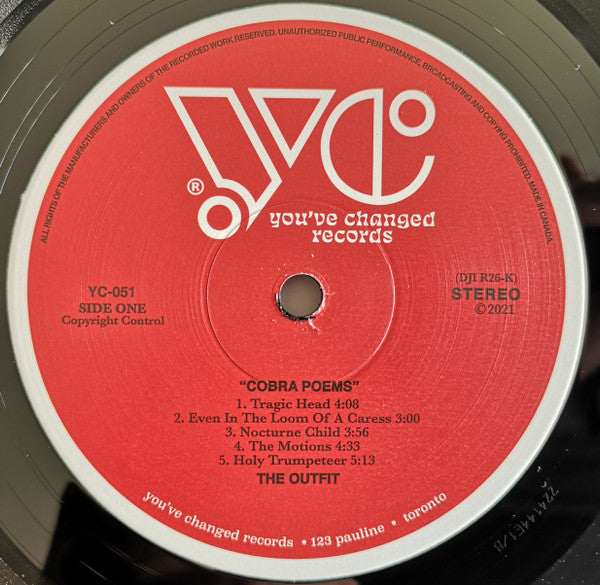 ALL RIGHTS OF THE MANUFACTURERS AND OWNERS OF THE RECORDED WORK RESERVED. UNAUTHORIZED PUBLIC PERFORMANCE, BROADCASTING AND COPYING PROHIBITED. MADE IN CANADA.
yc
®
you've changed
records
YC-051
SIDE ONE
Copyright Control
(DJI R26-K)
STEREO
©2021
"COBRA POEMS"
1. Tragic Head 4:08
2. Even In The Loom Of A Caress 3:00
3. Nocturne Child 3:56
4. The Motions 4:33
5. Holy Trumpeteer 5:13
THE OUTFIT
you've changed records • 123 pauline • toronto
224144E1/B